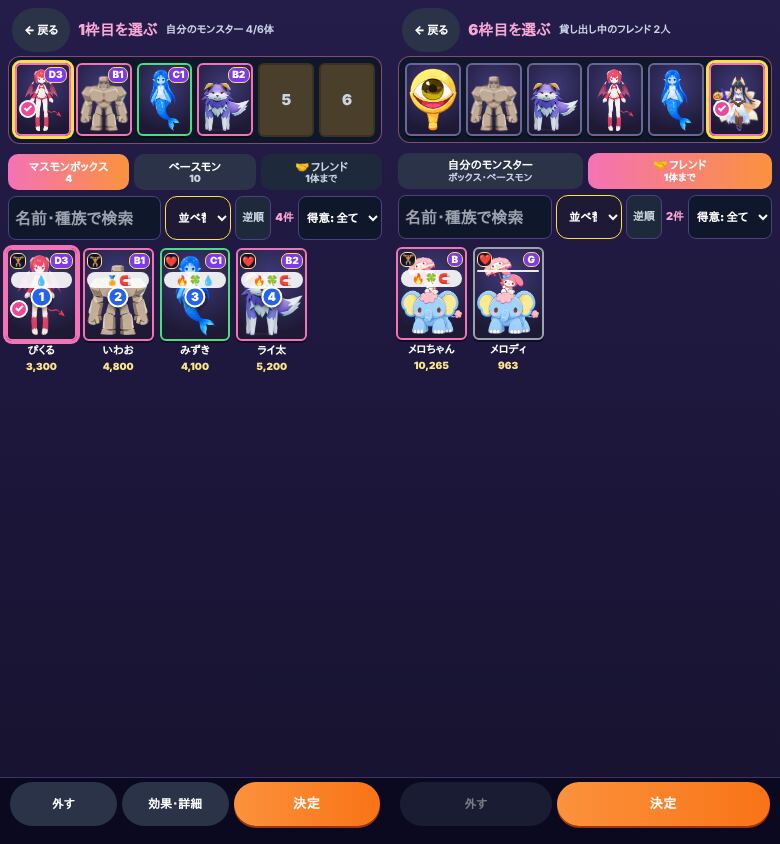 ← 戻る
1枠目を選ぶ
自分のモンスター 4/6体
D3
B1
C1
B2
5
6
マスモンボックス
4
ベースモン
10
🤝フレンド
1体まで
名前・種族で検索
逆順
4件
得意: 全て
D3
1
ぴくる
3,300
B1
2
いわお
4,800
C1
3
みずき
4,100
B2
4
ライ太
5,200
外す
効果・詳細
決定
← 戻る
6枠目を選ぶ
貸し出し中のフレンド 2人
自分のモンスター
ボックス・ベースモン
🤝フレンド
1体まで
名前・種族で検索
逆順
2件
得意: 全て
B
メロちゃん
10,265
G
メロディ
963
外す
決定